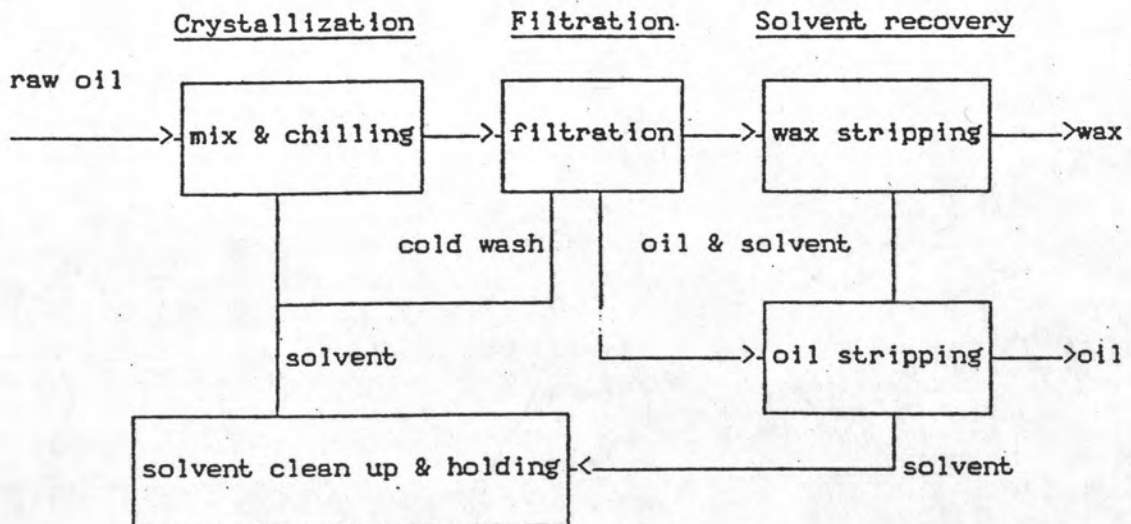 Crystallization Filtration Solvent recovery
raw oil
mix & chilling filtration wax stripping wax
cold wash oil & solvent
solvent oil stripping oil
solvent clean up & holding solvent